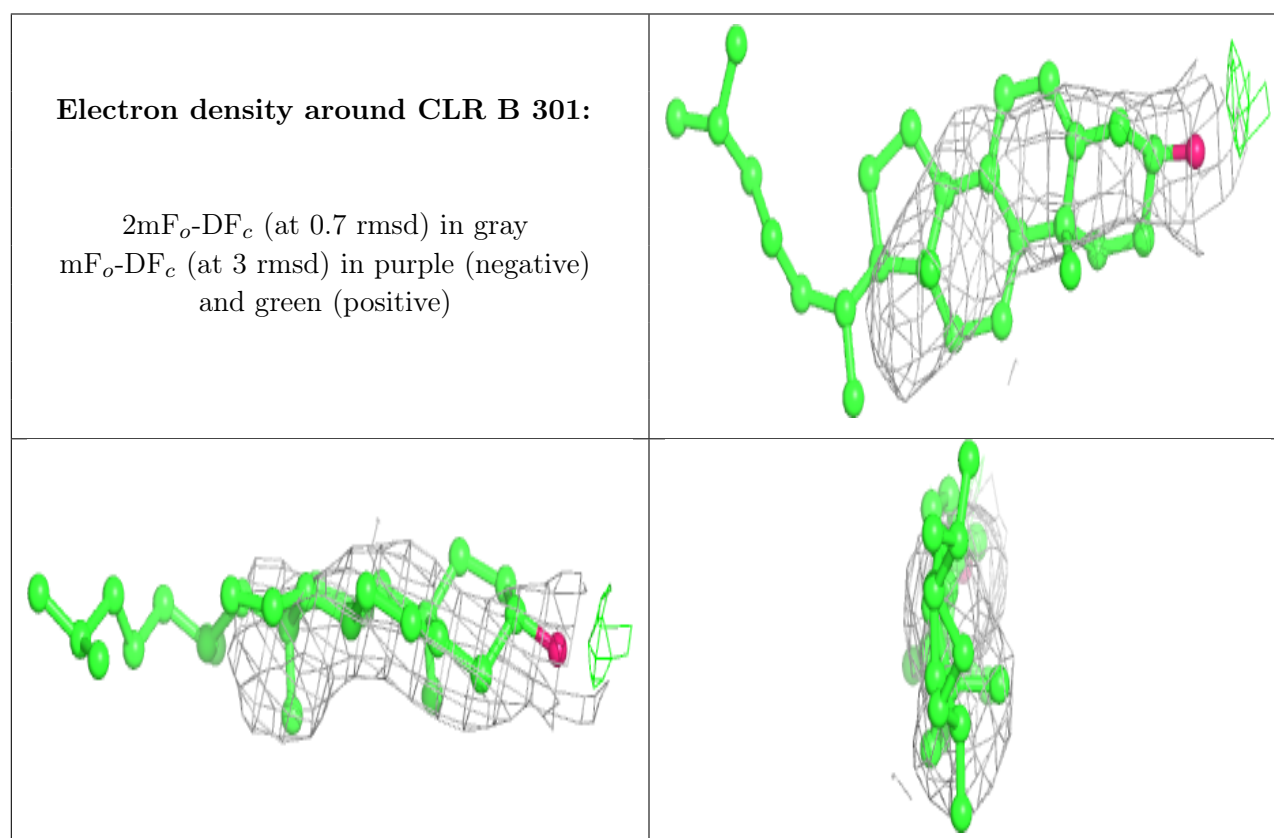 Electron density around CLR B 301:
2mFo-DFc (at 0.7 rmsd) in gray
mFo-DFc (at 3 rmsd) in purple (negative)
and green (positive)